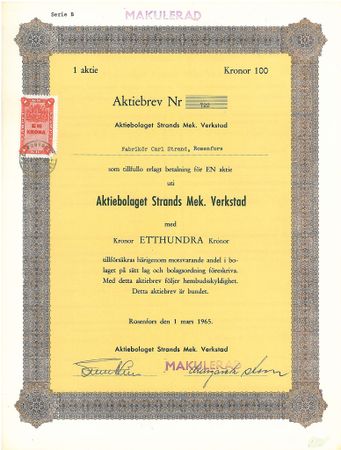 Serie B
MAKULERAD
1 aktie
Kronor 100
Aktiebrev Nr 720
Aktiebolaget Strands Mek. Verkstad
Fabrikör Carl Strand, Rosenfors
som tillfullo erlagt betalning för EN aktie
uti
Aktiebolaget Strands Mek. Verkstad
med
Kronor ETTHUNDRA Kronor
tillförsäkras härigenom motsvarande andel i bo-
laget på sätt lag och bolagsordning föreskriva.
Med detta aktiebrev följer hembudsskyldighet.
Detta aktiebrev är bundet.
Rosenfors den 1 mars 1965.
Aktiebolaget Strands Mek. Verkstad
MAKULERAD
KRONA